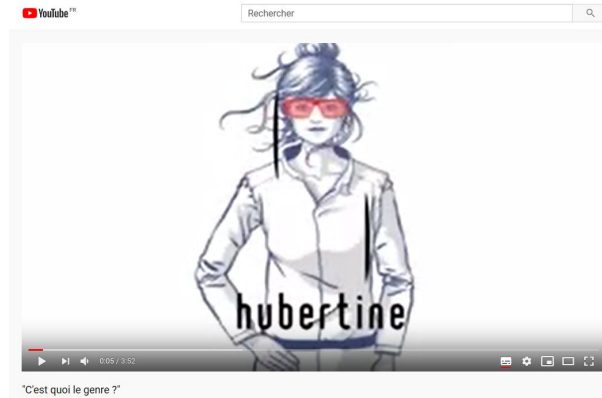 YouTube FR
Rechercher
hubertine
0:05 / 3:52
"C'est quoi le genre ?"